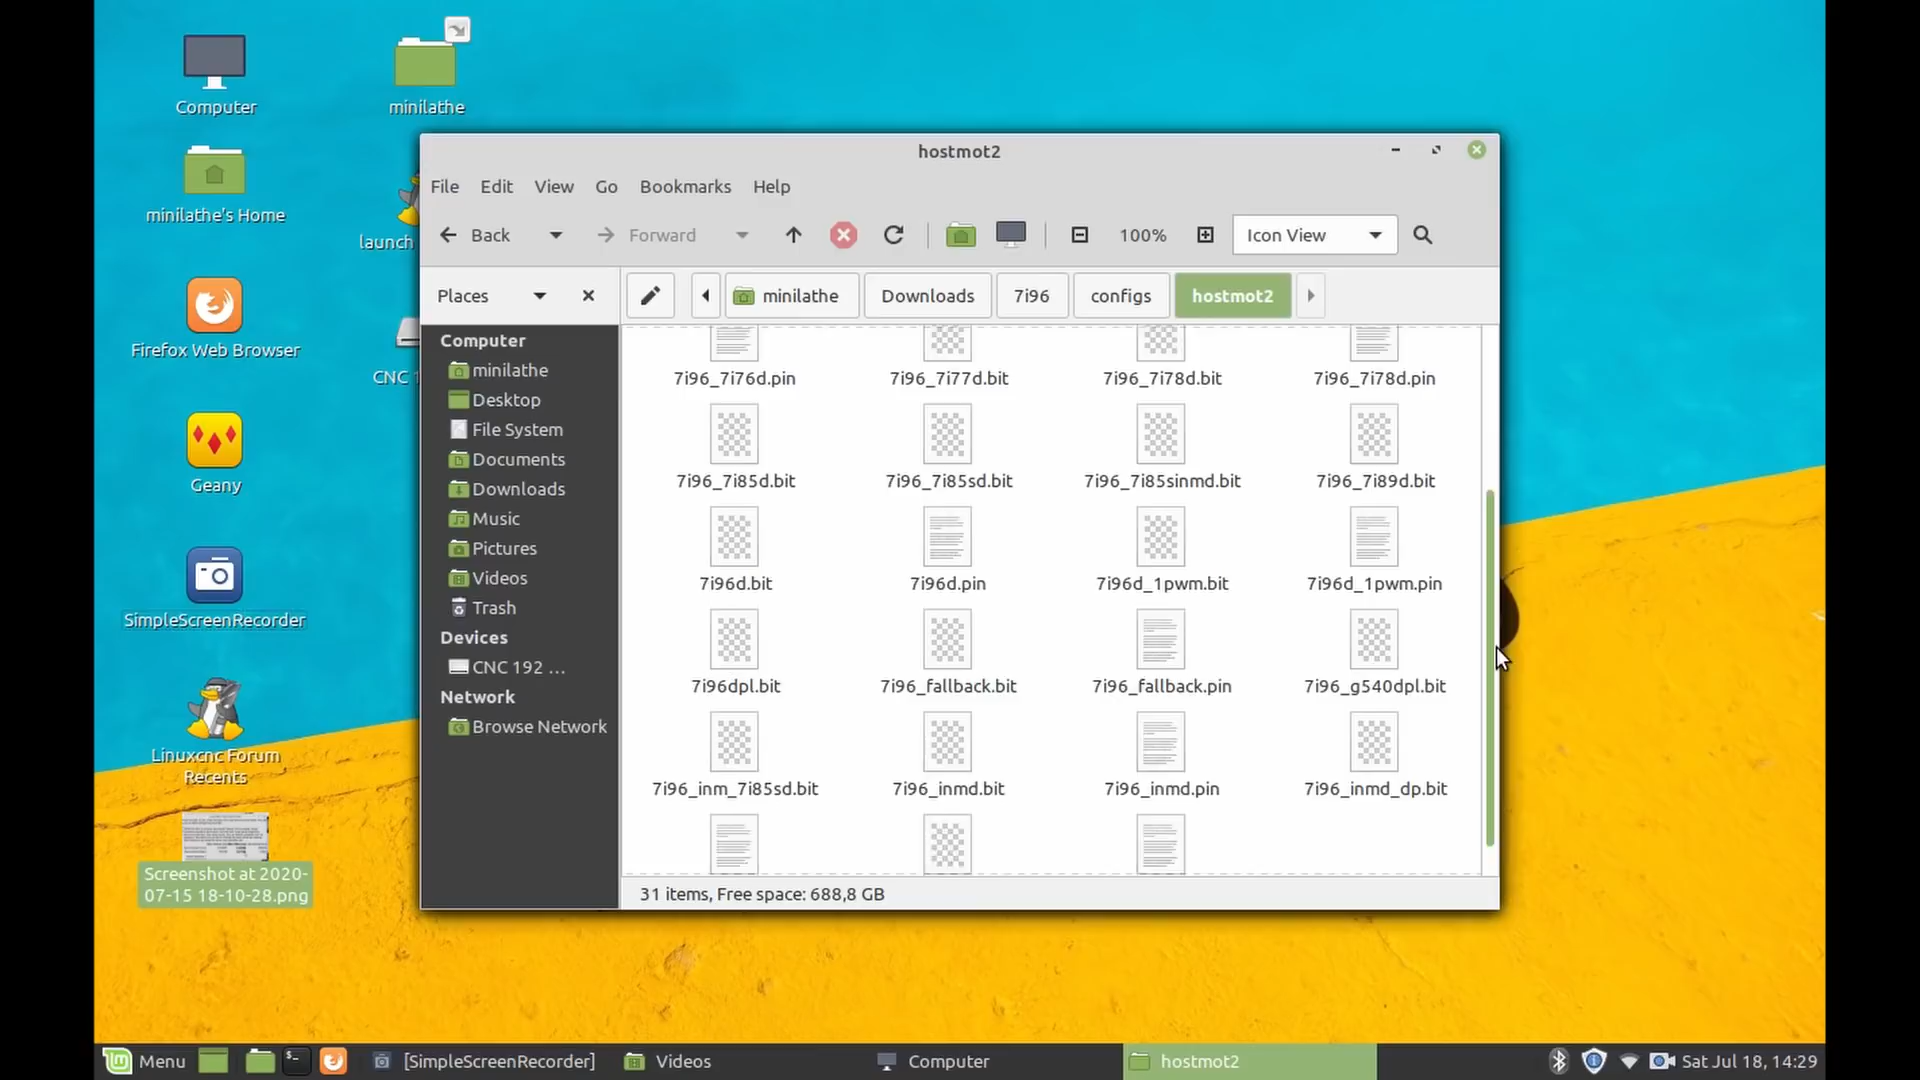 Computer
minilathe
minilathe's Home
launch
Firefox Web Browser
CNC 1
Geany
SimpleScreenRecorder
Linuxcnc Forum
Recents
Screenshot at 2020-
07-15 18-10-28.png
hostmot2
File Edit View Go Bookmarks Help
Back Forward 100% Icon View
Places minilathe Downloads 7i96 configs hostmot2
Computer
minilathe
Desktop
File System
Documents
Downloads
Music
Pictures
Videos
Trash
Devices
CNC 192 ...
Network
Browse Network
7i96_7i76d.pin 7i96_7i77d.bit 7i96_7i78d.bit 7i96_7i78d.pin
7i96_7i85d.bit 7i96_7i85sd.bit 7i96_7i85sinmd.bit 7i96_7i89d.bit
7i96d.bit 7i96d.pin 7i96d_1pwm.bit 7i96d_1pwm.pin
7i96dpl.bit 7i96_fallback.bit 7i96_fallback.pin 7i96_g540dpl.bit
7i96_inm_7i85sd.bit 7i96_inmd.bit 7i96_inmd.pin 7i96_inmd_dp.bit
31 items, Free space: 688,8 GB
Menu [SimpleScreenRecorder] Videos Computer hostmot2 Sat Jul 18, 14:29